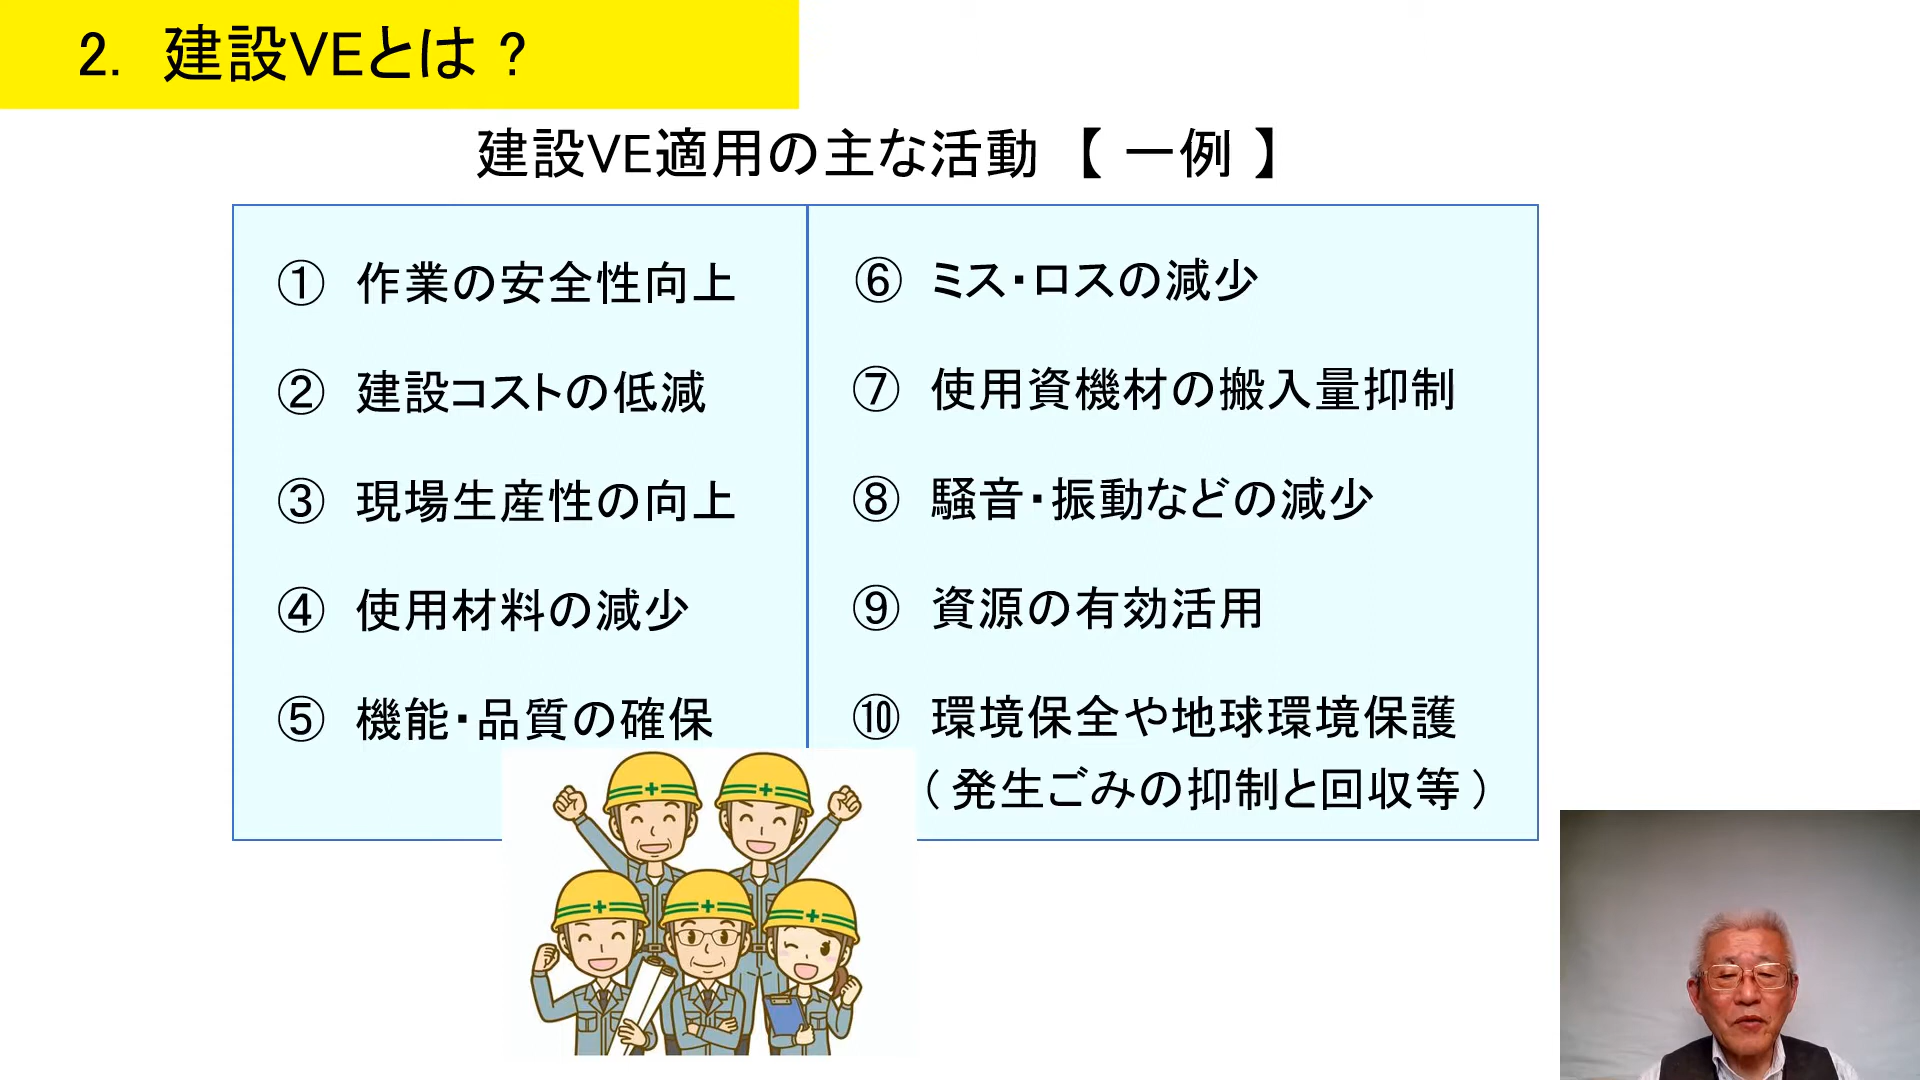 2. 建設VEとは？
建設VE適用の主な活動 【 一例 】
① 作業の安全性向上
② 建設コストの低減
③ 現場生産性の向上
④ 使用材料の減少
⑤ 機能・品質の確保
⑥ ミス・ロスの減少
⑦ 使用資機材の搬入量抑制
⑧ 騒音・振動などの減少
⑨ 資源の有効活用
⑩ 環境保全や地球環境保護
（ 発生ごみの抑制と回収等 ）